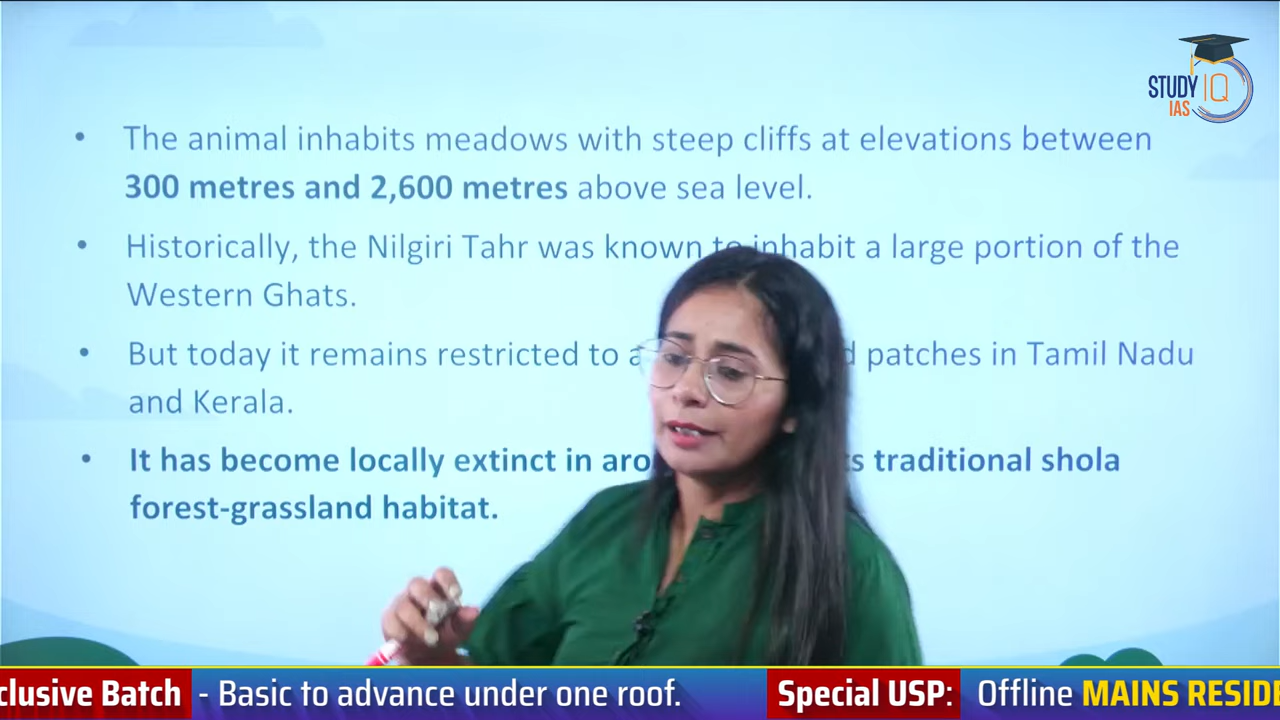 STUDY IQ
IAS
• The animal inhabits meadows with steep cliffs at elevations between
300 metres and 2,600 metres above sea level.
• Historically, the Nilgiri Tahr was known to inhabit a large portion of the
Western Ghats.
• But today it remains restricted to patches in Tamil Nadu
and Kerala.
• It has become locally extinct in traditional shola
forest-grassland habitat.
clusive Batch - Basic to advance under one roof. Special USP: Offline MAINS RESIDE